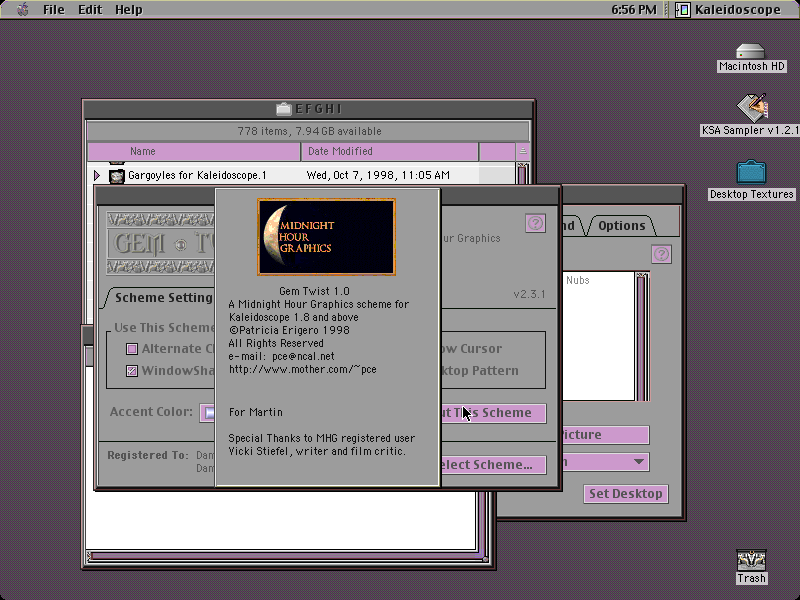 File Edit Help
6:56 PM
Kaleidoscope
Macintosh HD
KSA Sampler v1.2.1
Desktop Textures
EFGHI
778 items, 7.94 GB available
Name
Date Modified
Gargoyles for Kaleidoscope.1
Wed, Oct 7, 1998, 11:05 AM
GEM
ur Graphics
v2.3.1
Scheme Setting
Use This Scheme
Alternate C
WindowSha
ow Cursor
ktop Pattern
Accent Color:
ut This Scheme
Registered To: Dam
Dam
elect Scheme...
MIDNIGHT
HOUR
GRAPHICS
Gem Twist 1.0
A Midnight Hour Graphics scheme for
Kaleidoscope 1.8 and above
©Patricia Erigero 1998
All Rights Reserved
e-mail: pce@ncal.net
http://www.mother.com/~pce
For Martin
Special Thanks to MHG registered user
Vicki Stiefel, writer and film critic.
nd
Options
Nubs
Picture
Set Desktop
Trash